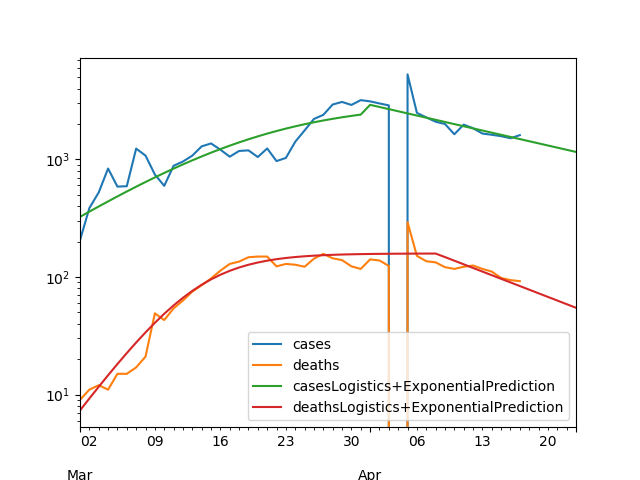 10³
10²
10¹
cases
deaths
casesLogistics+ExponentialPrediction
deathsLogistics+ExponentialPrediction
02 09 16 23 30 06 13 20
Mar Apr